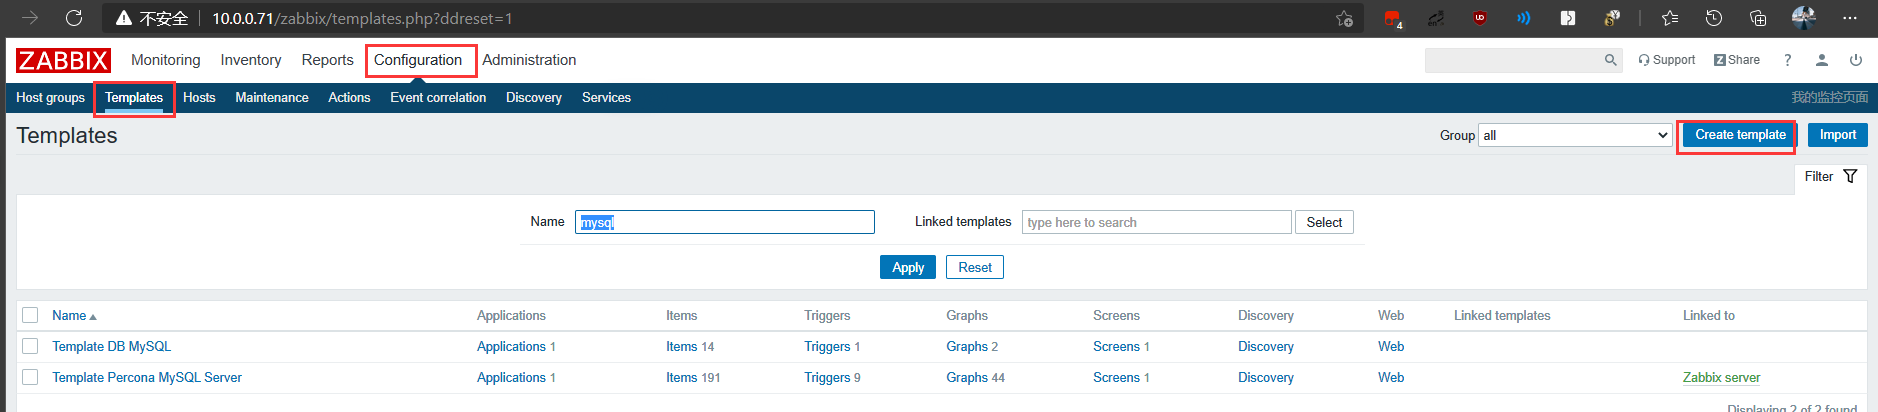 不安全 10.0.0.71/zabbix/templates.php?ddreset=1
4
ZABBIX Monitoring Inventory Reports Configuration Administration Support Z Share ?
Host groups Templates Hosts Maintenance Actions Event correlation Discovery Services 我的监控页面
Templates Group all Create template Import
Filter
Name mysql Linked templates type here to search Select
Apply Reset
Name Applications Items Triggers Graphs Screens Discovery Web Linked templates Linked to
Template DB MySQL Applications 1 Items 14 Triggers 1 Graphs 2 Screens 1 Discovery Web
Template Percona MySQL Server Applications 1 Items 191 Triggers 9 Graphs 44 Screens 1 Discovery Web Zabbix server
Displaying 2 of 2 found